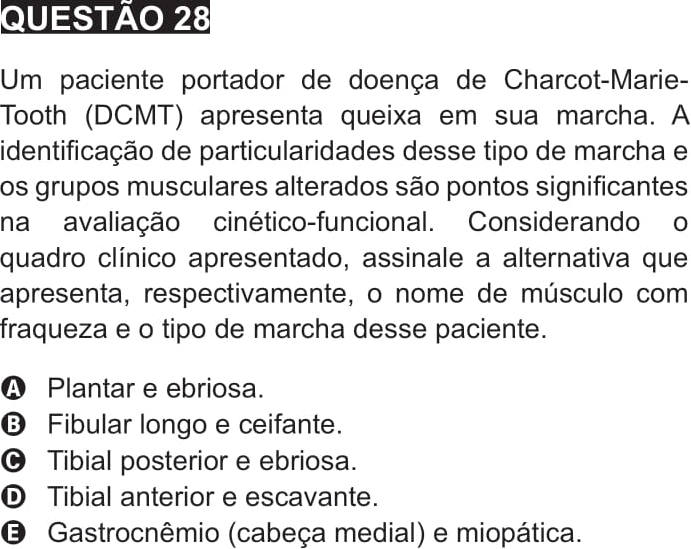 QUESTÃO 28
Um paciente portador de doença de Charcot-Marie-
Tooth (DCMT) apresenta queixa em sua marcha. A
identificação de particularidades desse tipo de marcha e
os grupos musculares alterados são pontos significantes
na avaliação cinético-funcional. Considerando o
quadro clínico apresentado, assinale a alternativa que
apresenta, respectivamente, o nome de músculo com
fraqueza e o tipo de marcha desse paciente.
A Plantar e ebriosa.
B Fibular longo e ceifante.
C Tibial posterior e ebriosa.
D Tibial anterior e escavante.
E Gastrocnêmio (cabeça medial) e miopática.